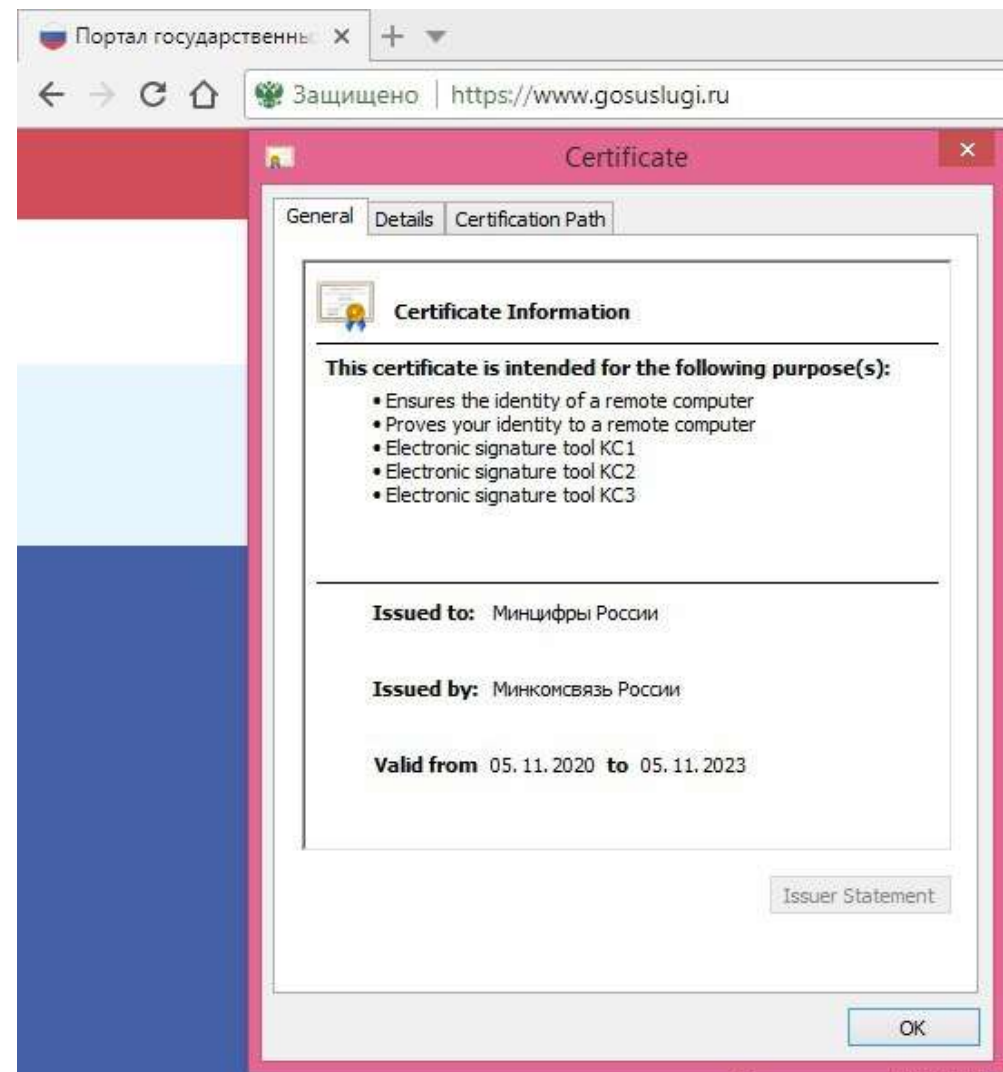 Портал государственны
Защищено | https://www.gosuslugi.ru
Certificate
General Details Certification Path
Certificate Information
This certificate is intended for the following purpose(s):
• Ensures the identity of a remote computer
• Proves your identity to a remote computer
• Electronic signature tool KC1
• Electronic signature tool KC2
• Electronic signature tool KC3
Issued to: Минцифры России
Issued by: Минкомсвязь России
Valid from 05.11.2020 to 05.11.2023
Issuer Statement
OK